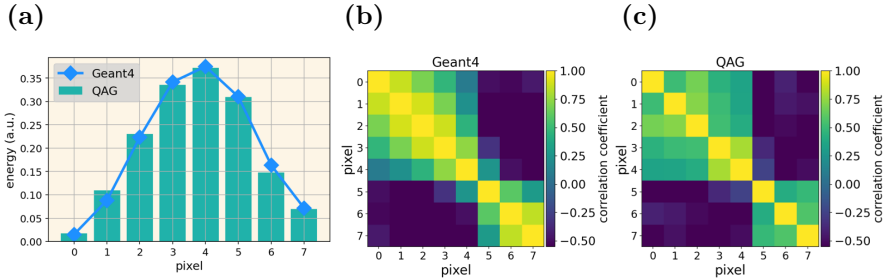 (a)
(b)
(c)
energy (a.u.)
0.35
0.30
0.25
0.20
0.15
0.10
0.05
0.00
Geant4
QAG
0 1 2 3 4 5 6 7
pixel
Geant4
pixel
0
1
2
3
4
5
6
7
0 1 2 3 4 5 6 7
pixel
1.00
0.75
0.50
0.25
0.00
−0.25
−0.50
correlation coefficient
QAG
pixel
0
1
2
3
4
5
6
7
0 1 2 3 4 5 6 7
pixel
1.00
0.75
0.50
0.25
0.00
−0.25
−0.50
correlation coefficient